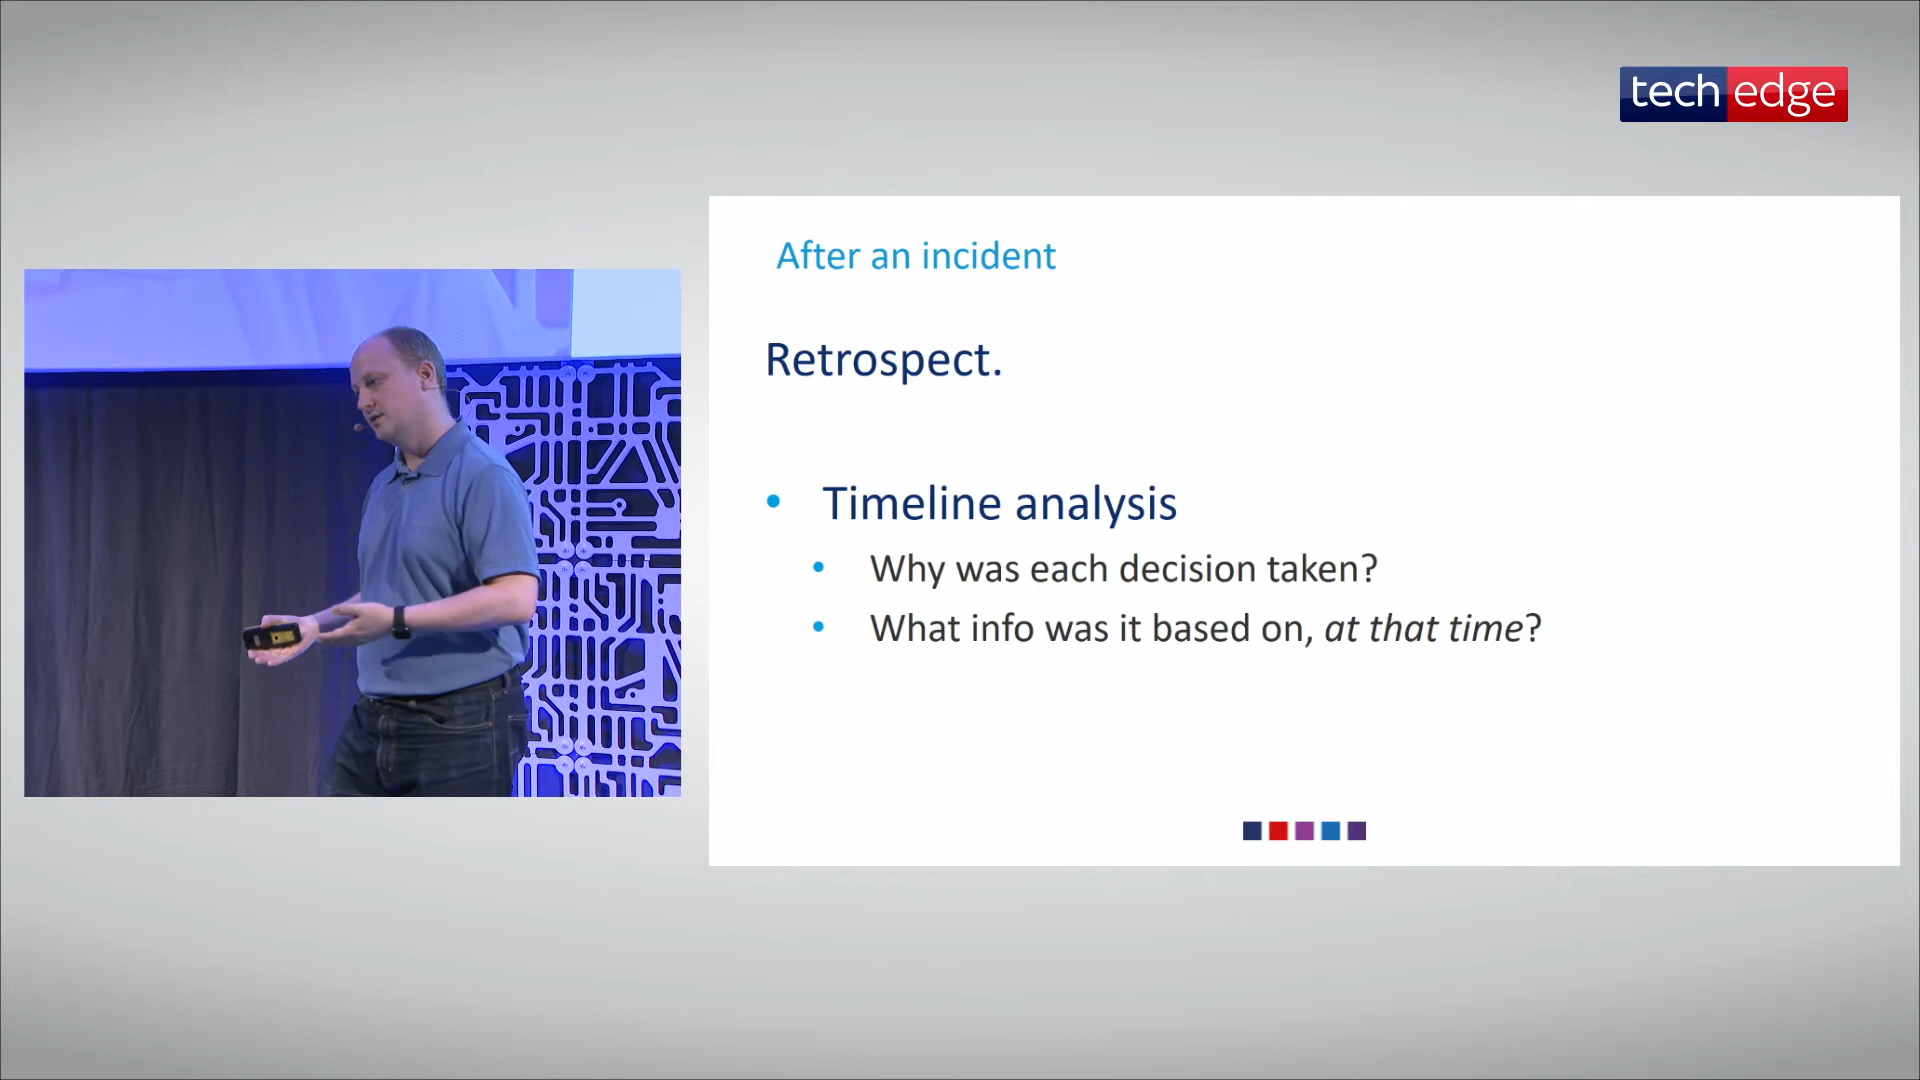 tech edge
After an incident
Retrospect.
• Timeline analysis
• Why was each decision taken?
• What info was it based on, at that time?